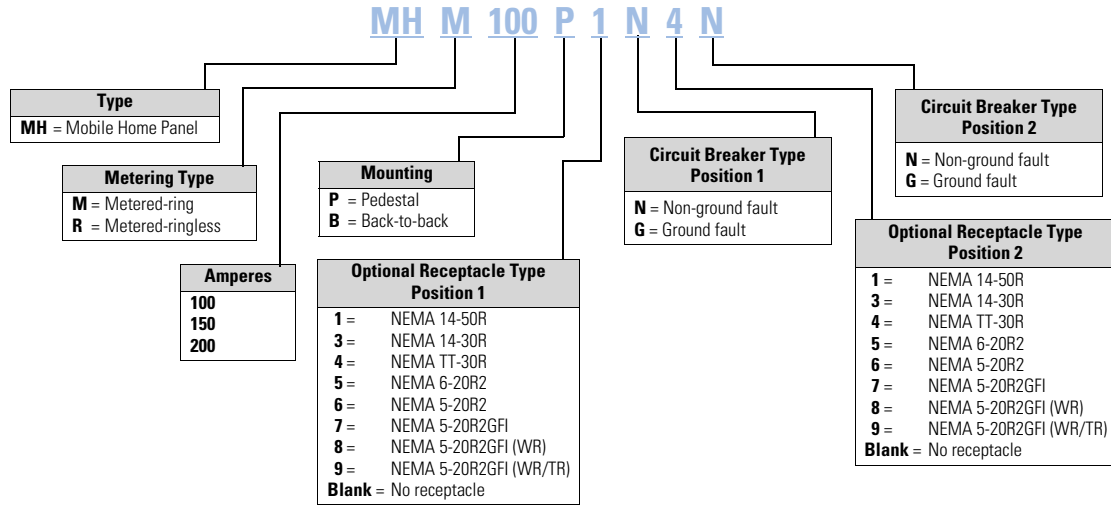 MH M 100 P 1 N 4 N
Type
MH = Mobile Home Panel
Metering Type
M = Metered-ring
R = Metered-ringless
Amperes
100
150
200
Mounting
P = Pedestal
B = Back-to-back
Optional Receptacle Type
Position 1
1 = NEMA 14-50R
3 = NEMA 14-30R
4 = NEMA TT-30R
5 = NEMA 6-20R2
6 = NEMA 5-20R2
7 = NEMA 5-20R2GFI
8 = NEMA 5-20R2GFI (WR)
9 = NEMA 5-20R2GFI (WR/TR)
Blank = No receptacle
Circuit Breaker Type
Position 1
N = Non-ground fault
G = Ground fault
Circuit Breaker Type
Position 2
N = Non-ground fault
G = Ground fault
Optional Receptacle Type
Position 2
1 = NEMA 14-50R
3 = NEMA 14-30R
4 = NEMA TT-30R
5 = NEMA 6-20R2
6 = NEMA 5-20R2
7 = NEMA 5-20R2GFI
8 = NEMA 5-20R2GFI (WR)
9 = NEMA 5-20R2GFI (WR/TR)
Blank = No receptacle